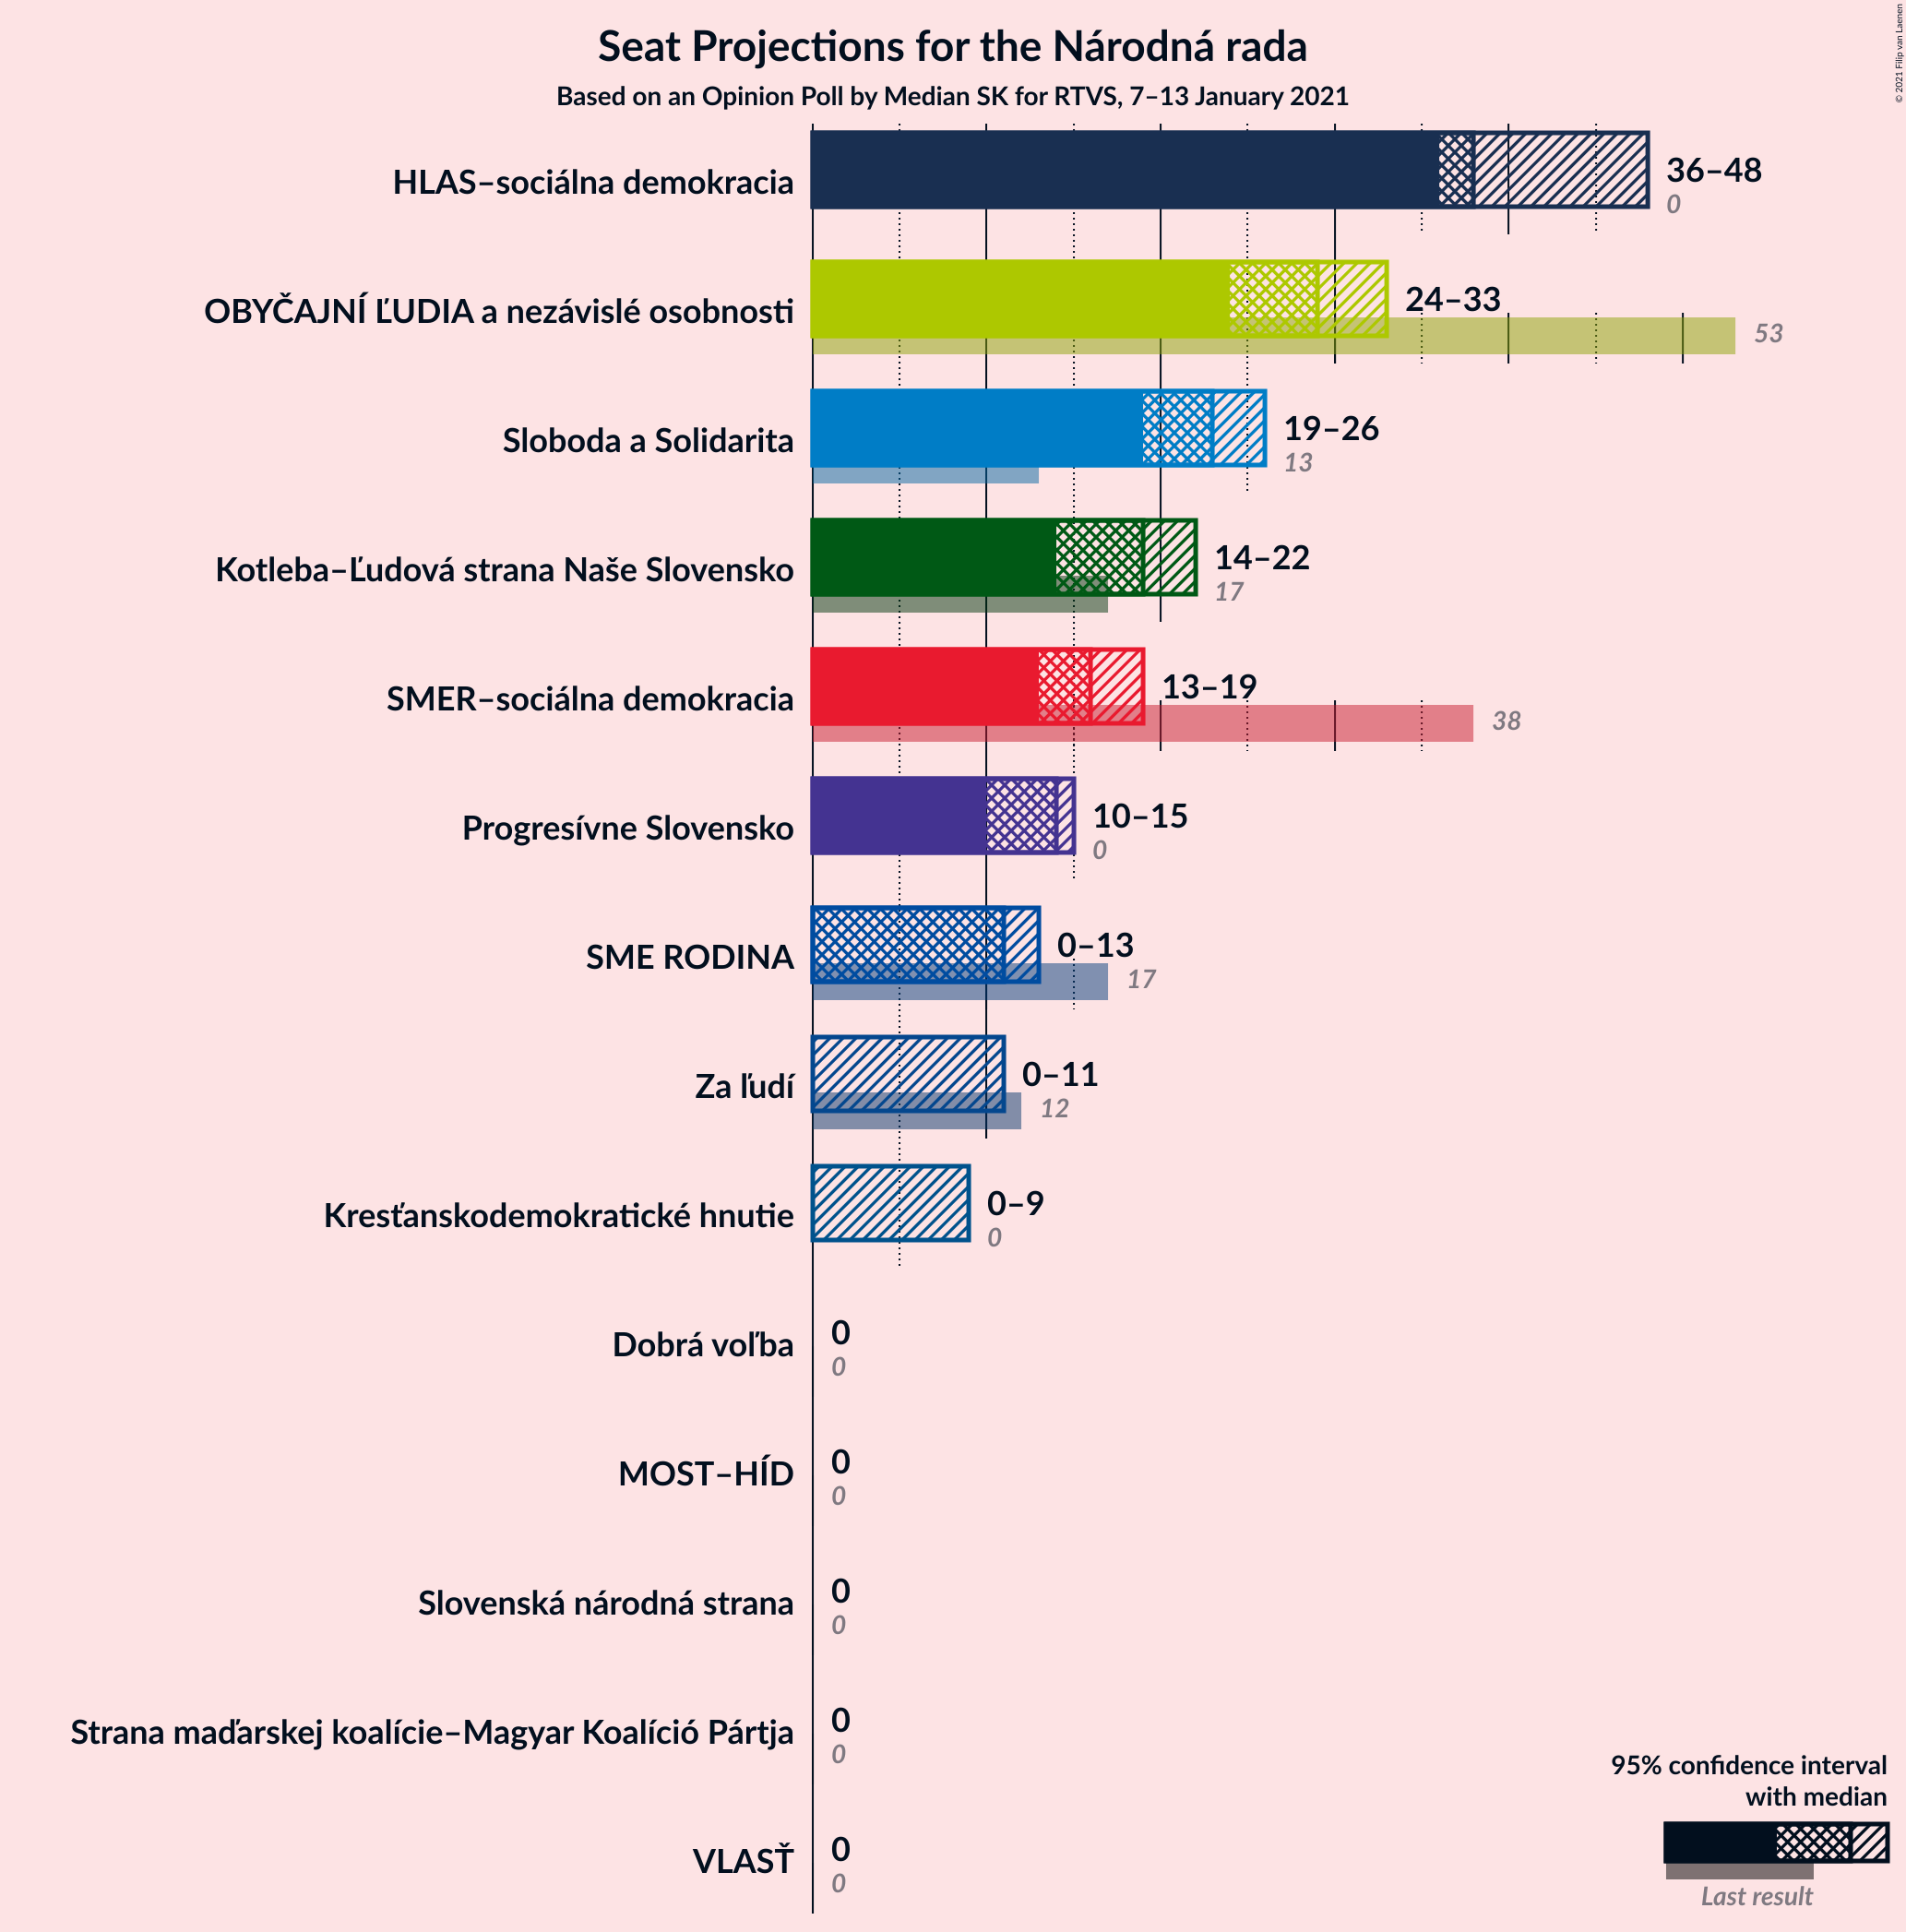 Seat Projections for the Národná rada
Based on an Opinion Poll by Median SK for RTVS, 7–13 January 2021
© 2021 Filip van Laenen
HLAS–sociálna demokracia
36–48
0
OBYČAJNÍ ĽUDIA a nezávislé osobnosti
24–33
53
Sloboda a Solidarita
19–26
13
Kotleba–Ľudová strana Naše Slovensko
14–22
17
SMER–sociálna demokracia
13–19
38
Progresívne Slovensko
10–15
0
SME RODINA
0–13
17
Za ľudí
0–11
12
Kresťanskodemokratické hnutie
0–9
0
Dobrá voľba
0
0
MOST–HÍD
0
0
Slovenská národná strana
0
0
Strana maďarskej koalície–Magyar Koalíció Pártja
0
0
VLASŤ
0
0
95% confidence interval
with median
Last result